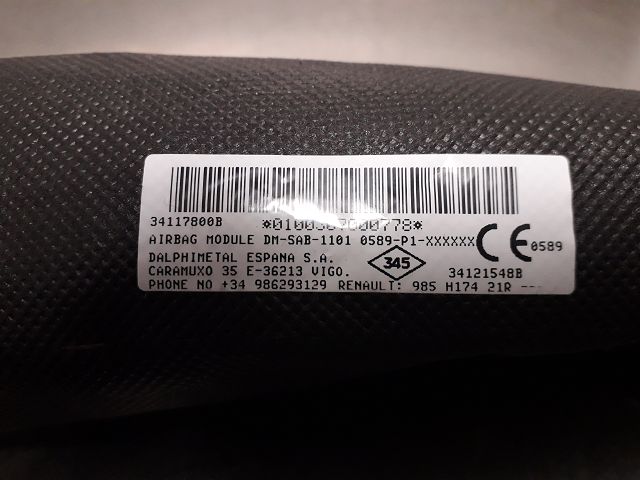 34117800B
AIRBAG MODULE DM-SAB-1101 0589-P1-XXXXXX CE 0589
DALPHIMETAL ESPANA S.A.
345
CARAMUXO 35 E-36213 VIGO.
34121548B
PHONE NO +34 986293129 RENAULT: 985 H174 21R ---